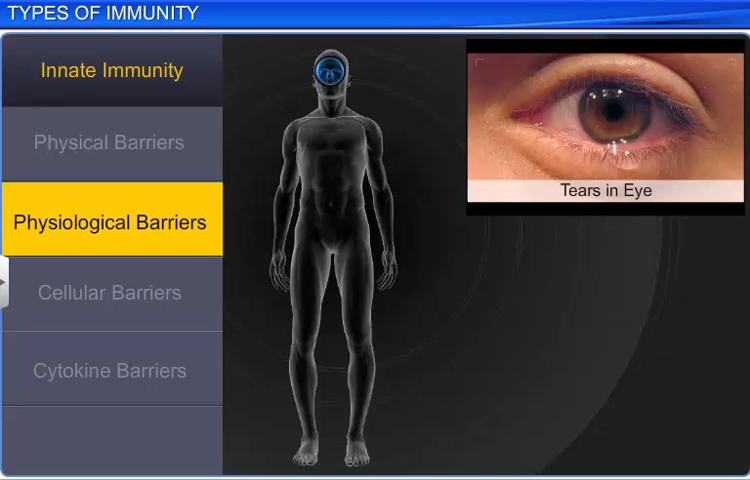 TYPES OF IMMUNITY
Innate Immunity
Physical Barriers
Physiological Barriers
Cellular Barriers
Cytokine Barriers
Tears in Eye